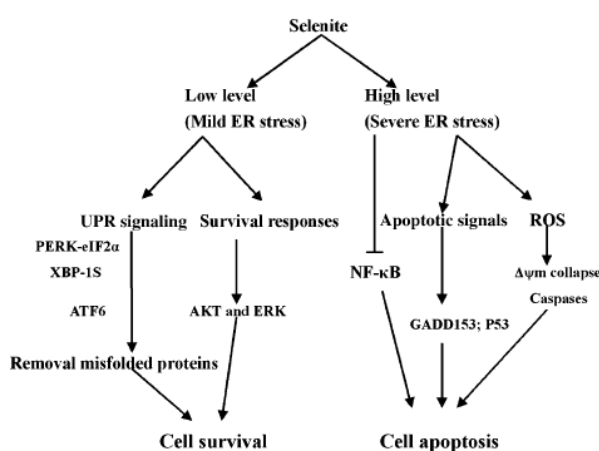 Selenite
Low level
(Mild ER stress)
High level
(Severe ER stress)
UPR signaling
Survival responses
Apoptotic signals
ROS
PERK-eIF2α
XBP-1S
ATF6
NF-κB
Δψm collapse
Caspases
AKT and ERK
GADD153; P53
Removal misfolded proteins
Cell survival
Cell apoptosis